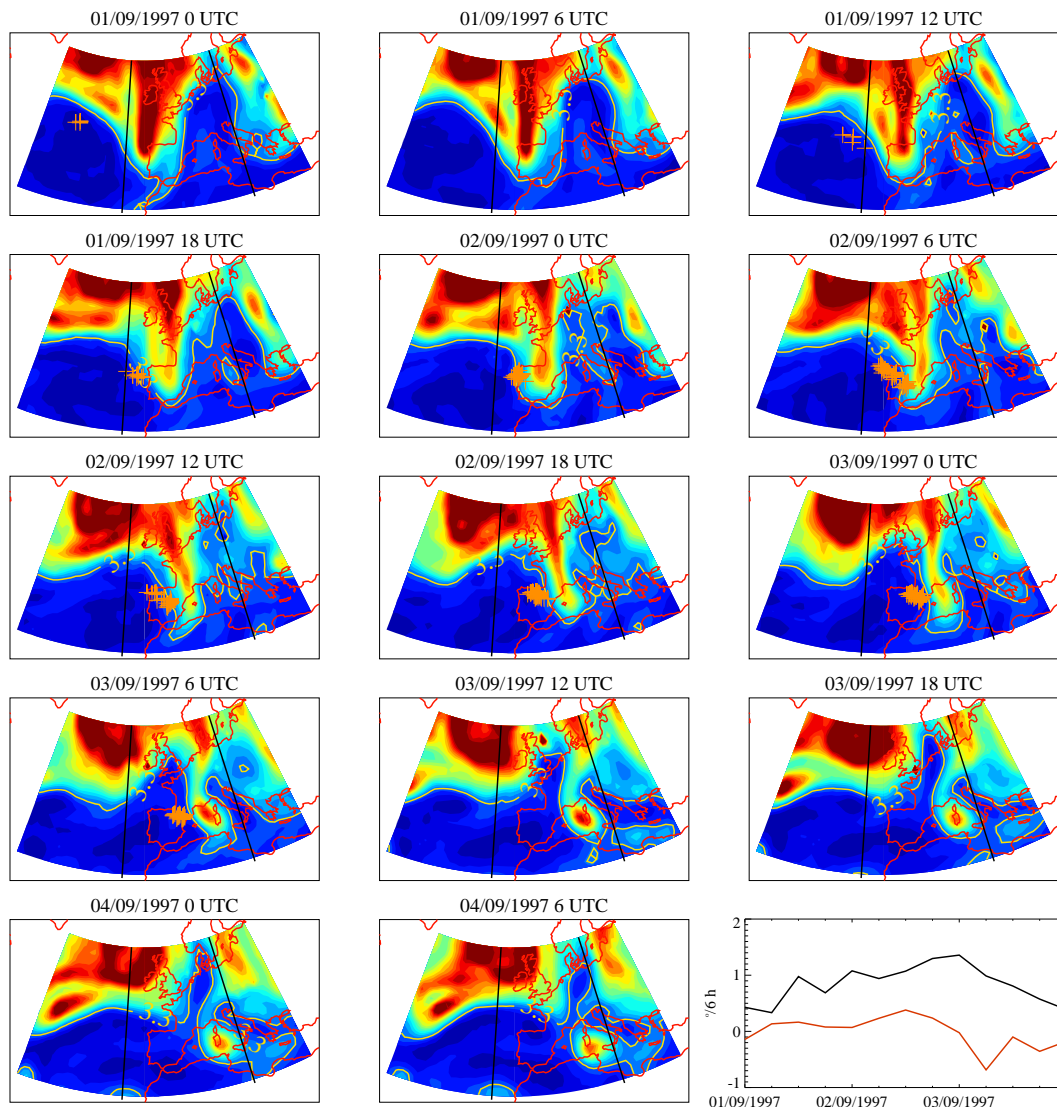 01/09/1997 0 UTC
01/09/1997 6 UTC
01/09/1997 12 UTC
01/09/1997 18 UTC
02/09/1997 0 UTC
02/09/1997 6 UTC
02/09/1997 12 UTC
02/09/1997 18 UTC
03/09/1997 0 UTC
03/09/1997 6 UTC
03/09/1997 12 UTC
03/09/1997 18 UTC
04/09/1997 0 UTC
04/09/1997 6 UTC
2
1
0
-1
°/6 h
01/09/1997
02/09/1997
03/09/1997